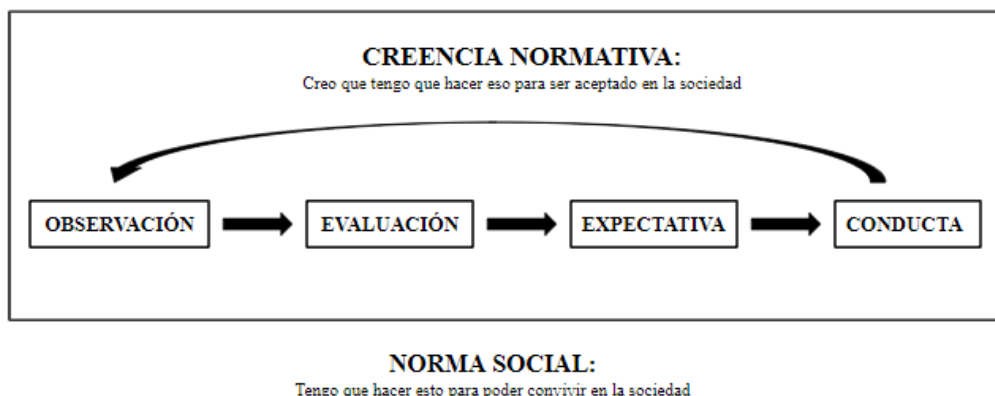 CREENCIA NORMATIVA:
Creo que tengo que hacer eso para ser aceptado en la sociedad
OBSERVACIÓN
EVALUACIÓN
EXPECTATIVA
CONDUCTA
NORMA SOCIAL:
Tengo que hacer esto para poder convivir en la sociedad